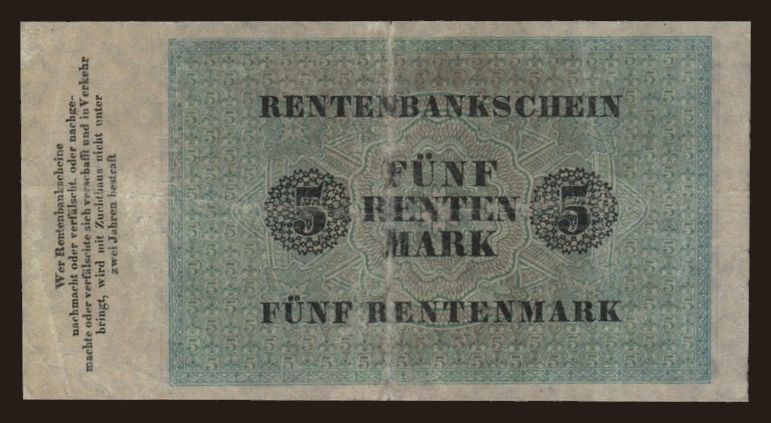 Wer Rentenbankscheine
nachmacht oder verfälscht, oder nachge-
machte oder verfälschte sich verschafft und in Verkehr
bringt, wird mit Zuchthaus nicht unter
zwei Jahren bestraft
RENTENBANKSCHEIN
FÜNF
5 RENTEN 5
MARK
FÜNF RENTENMARK